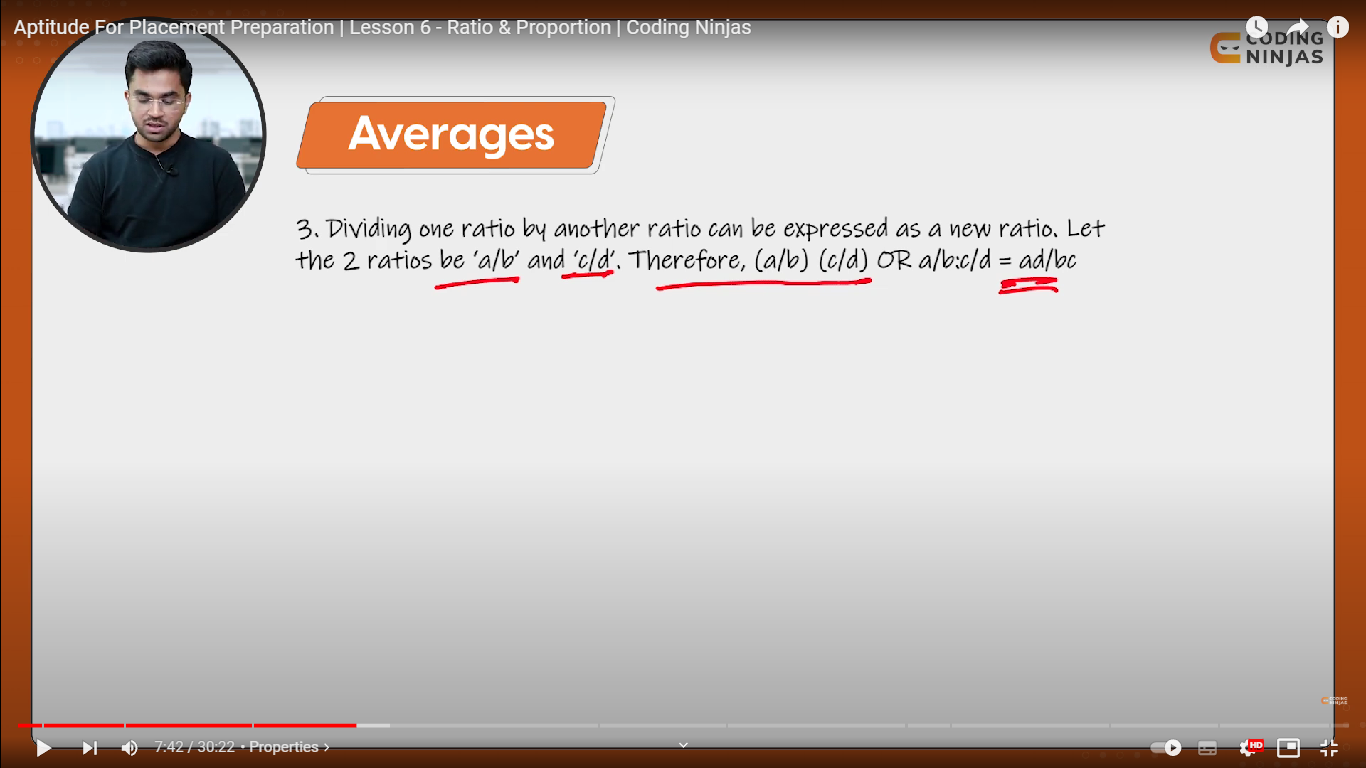 Aptitude For Placement Preparation | Lesson 6 - Ratio & Proportion | Coding Ninjas
CODING
NINJAS
Averages
3. Dividing one ratio by another ratio can be expressed as a new ratio. Let
the 2 ratios be 'a/b' and 'c/d'. Therefore, (a/b) (c/d) OR a/b:c/d = ad/bc
CODING
NINJAS
7:42 / 30:22 • Properties
HD